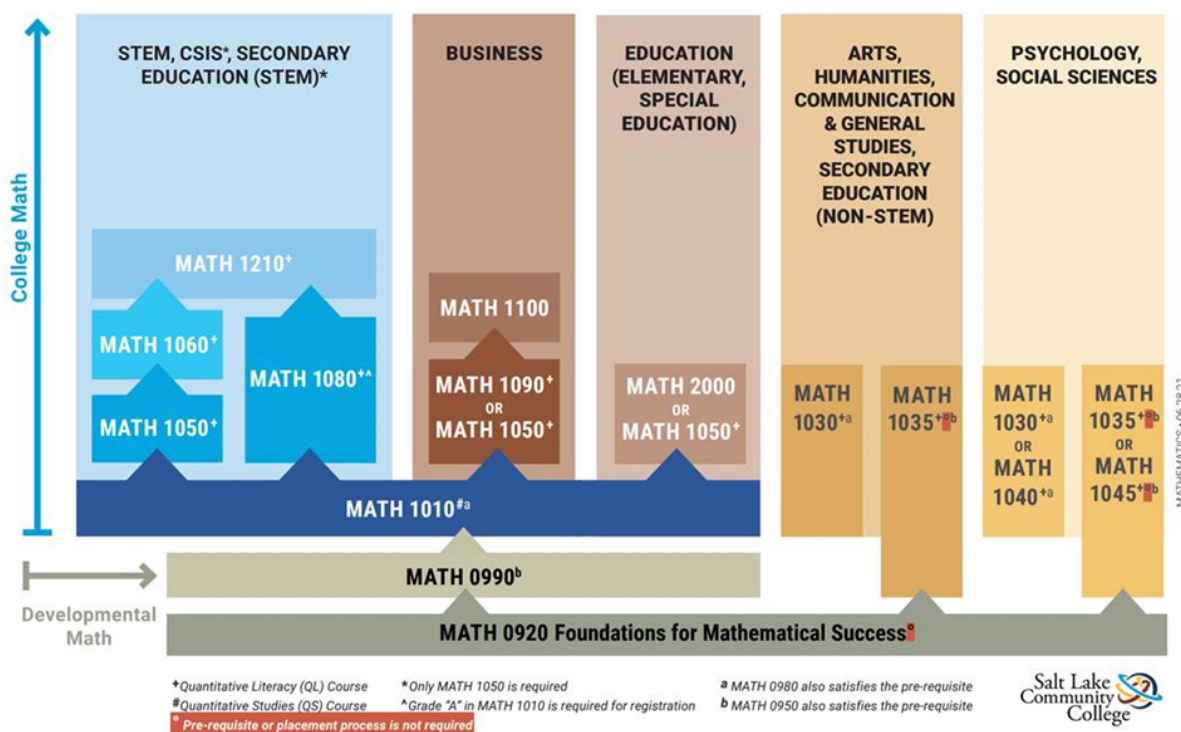 STEM, CSIS*, SECONDARY
EDUCATION (STEM)*
BUSINESS
EDUCATION
(ELEMENTARY,
SPECIAL
EDUCATION)
ARTS,
HUMANITIES,
COMMUNICATION
& GENERAL
STUDIES,
SECONDARY
EDUCATION
(NON-STEM)
PSYCHOLOGY,
SOCIAL SCIENCES
College Math
MATH 1210⁺
MATH 1060⁺
MATH 1050⁺
MATH 1080⁺^
MATH 1100
MATH 1090⁺
OR
MATH 1050⁺
MATH 2000
OR
MATH 1050⁺
MATH
1030⁺ᵃ
MATH
1035⁺°ᵇ
MATH
1030⁺ᵃ
OR
MATH
1040⁺ᵃ
MATH
1035⁺°ᵇ
OR
MATH
1045⁺°ᵇ
MATHEMATICS • 06.28.21
MATH 1010#ᵃ
MATH 0990ᵇ
Developmental
Math
MATH 0920 Foundations for Mathematical Success°
+Quantitative Literacy (QL) Course
#Quantitative Studies (QS) Course
° Pre-requisite or placement process is not required
*Only MATH 1050 is required
^Grade "A" in MATH 1010 is required for registration
a MATH 0980 also satisfies the pre-requisite
b MATH 0950 also satisfies the pre-requisite
Salt Lake
Community
College